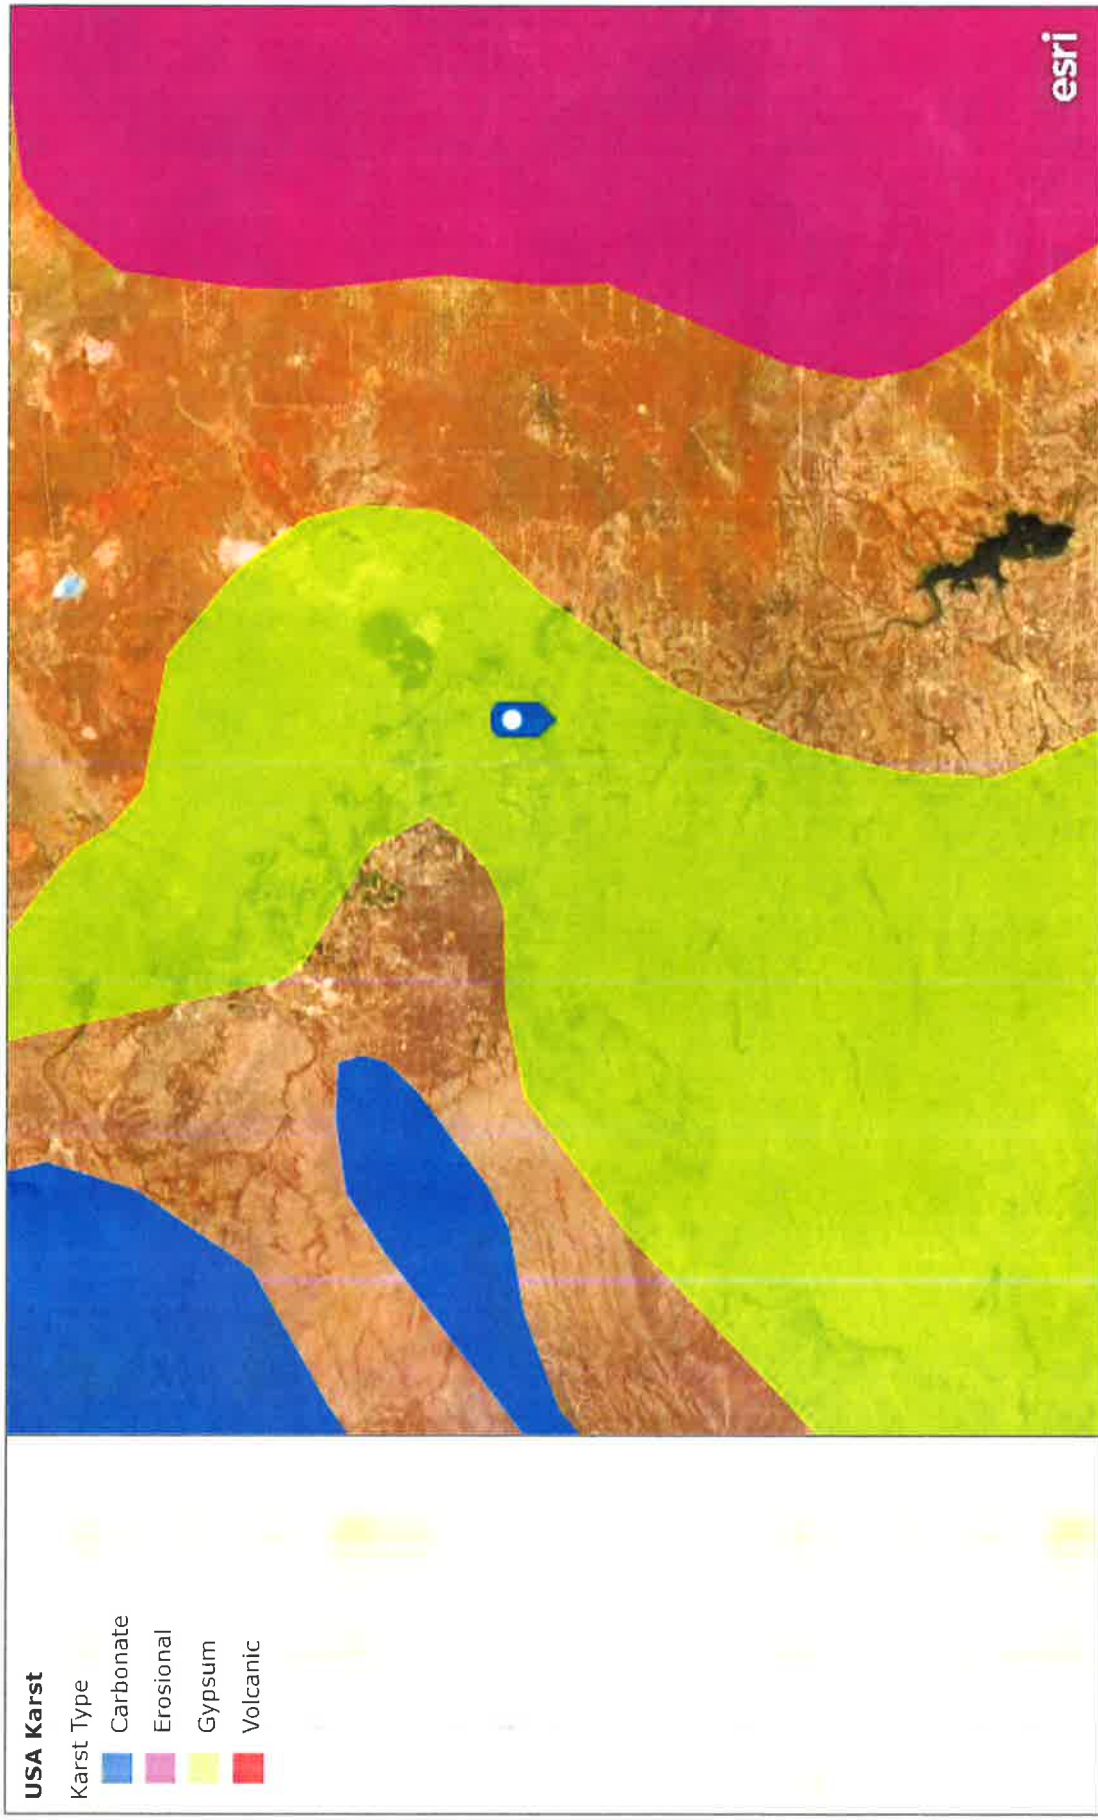 USA Karst
Karst Type
Carbonate
Erosional
Gypsum
Volcanic
esri